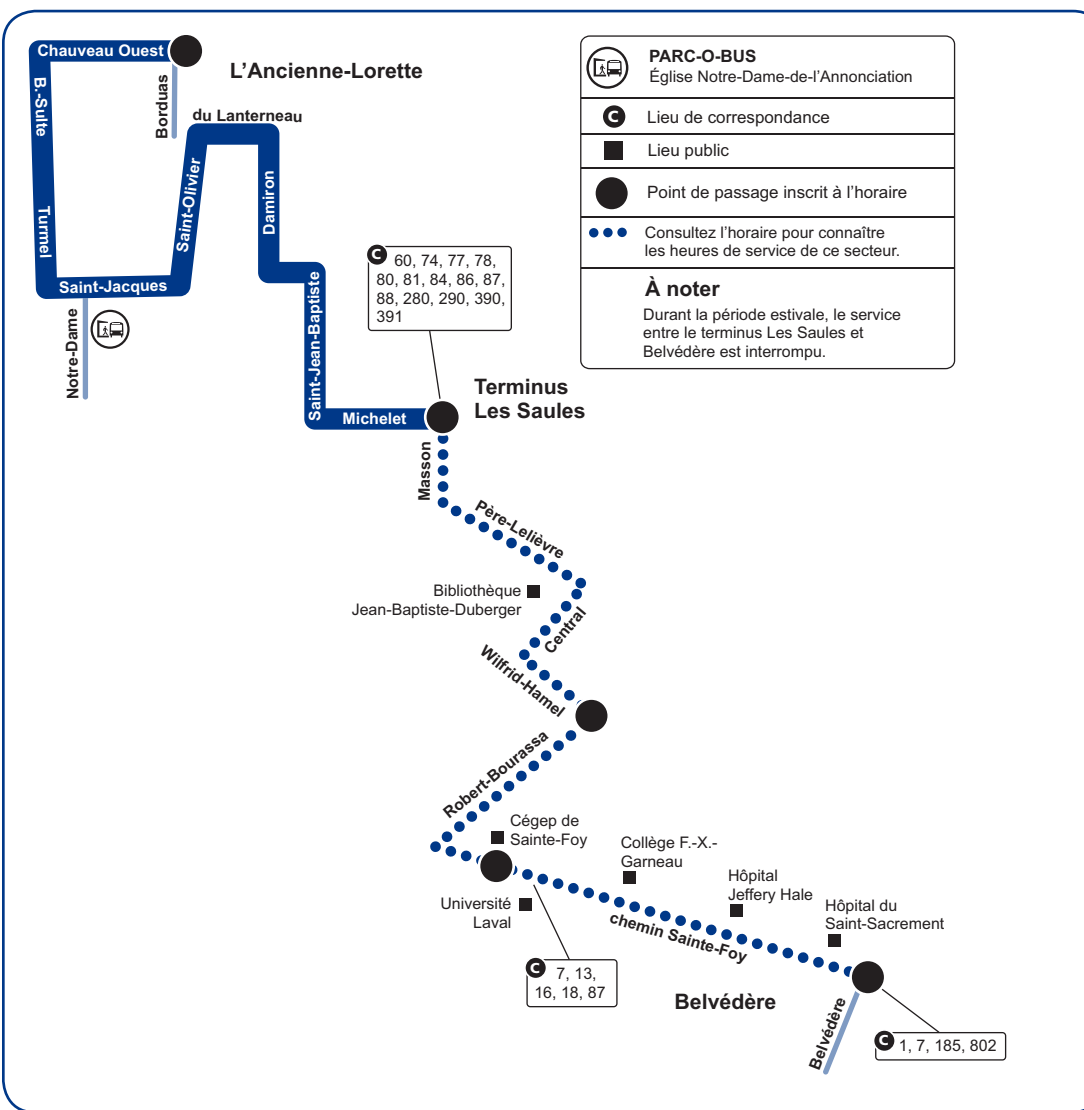 Chauveau Ouest
L'Ancienne-Lorette
B.-Sulte
Borduas
du Lanterneau
Saint-Olivier
Damiron
Turmel
Saint-Jacques
Notre-Dame
Saint-Jean-Baptiste
Michelet
C 60, 74, 77, 78,
80, 81, 84, 86, 87,
88, 280, 290, 390,
391
Terminus
Les Saules
PARC-O-BUS
Église Notre-Dame-de-l'Annonciation
C Lieu de correspondance
Lieu public
Point de passage inscrit à l'horaire
Consultez l'horaire pour connaître
les heures de service de ce secteur.
À noter
Durant la période estivale, le service
entre le terminus Les Saules et
Belvédère est interrompu.
Masson
Père-Lelièvre
Bibliothèque
Jean-Baptiste-Duberger
Central
Wilfrid-Hamel
Robert-Bourassa
Cégep de
Sainte-Foy
Collège F.-X.-
Garneau
Hôpital
Jeffery Hale
Université
Laval
Hôpital du
Saint-Sacrement
chemin Sainte-Foy
C 7, 13,
16, 18, 87
Belvédère
Belvédère
C 1, 7, 185, 802